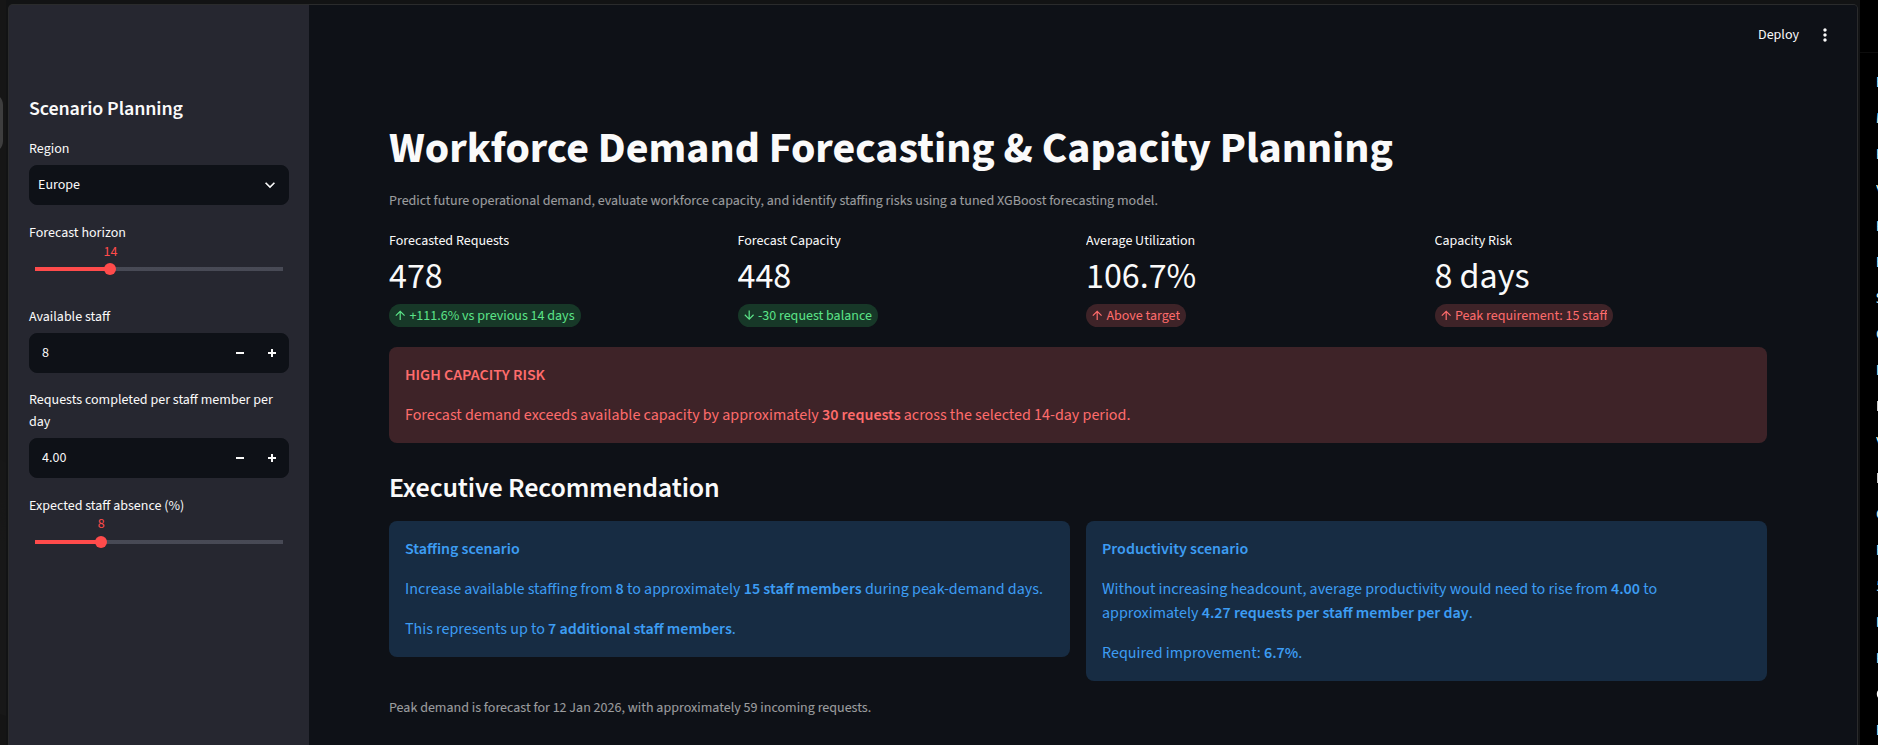 Deploy
Scenario Planning
Region
Europe
Forecast horizon
14
Available staff
8
Requests completed per staff member per
day
4.00
Expected staff absence (%)
8
Workforce Demand Forecasting & Capacity Planning
Predict future operational demand, evaluate workforce capacity, and identify staffing risks using a tuned XGBoost forecasting model.
Forecasted Requests
478
↑ +111.6% vs previous 14 days
Forecast Capacity
448
↓ -30 request balance
Average Utilization
106.7%
↑ Above target
Capacity Risk
8 days
↑ Peak requirement: 15 staff
HIGH CAPACITY RISK
Forecast demand exceeds available capacity by approximately 30 requests across the selected 14-day period.
Executive Recommendation
Staffing scenario
Increase available staffing from 8 to approximately 15 staff members during peak-demand days.
This represents up to 7 additional staff members.
Productivity scenario
Without increasing headcount, average productivity would need to rise from 4.00 to
approximately 4.27 requests per staff member per day.
Required improvement: 6.7%.
Peak demand is forecast for 12 Jan 2026, with approximately 59 incoming requests.